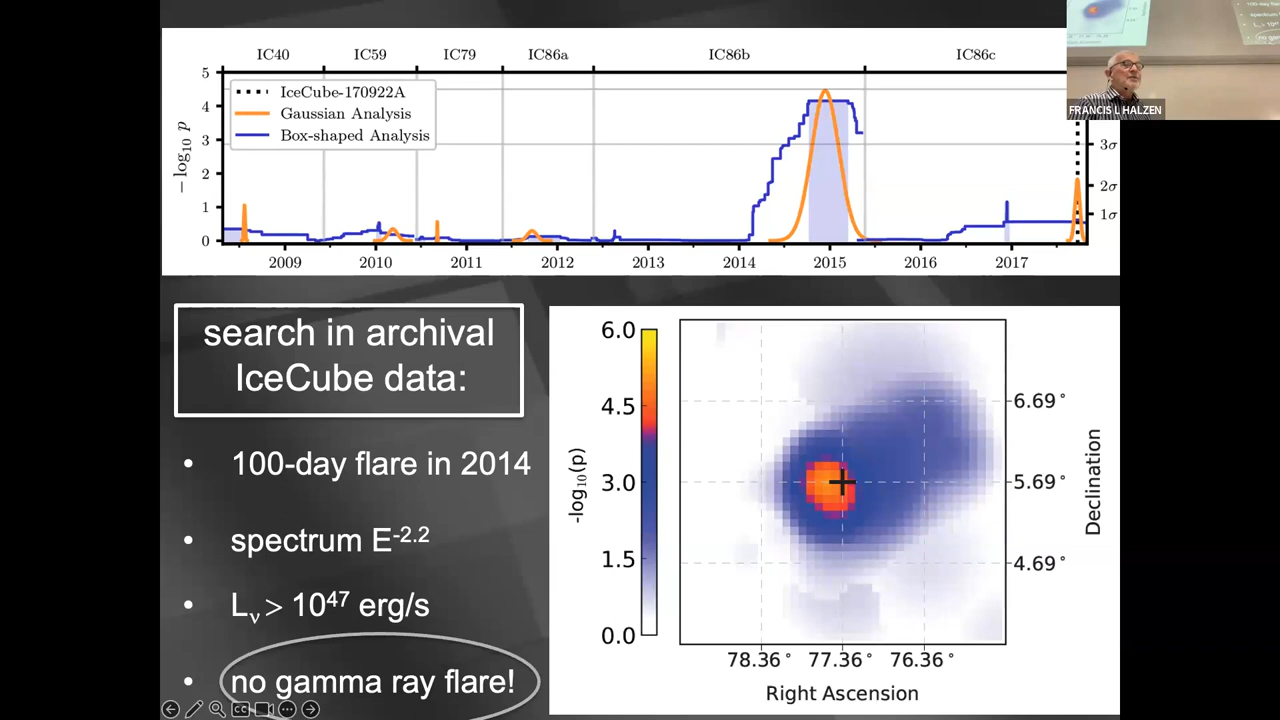 IC40 IC59 IC79 IC86a IC86b IC86c
5
4
3
2
1
0
− log10 p
IceCube-170922A
Gaussian Analysis
Box-shaped Analysis
3σ
2σ
1σ
2009 2010 2011 2012 2013 2014 2015 2016 2017
FRANCIS L HALZEN
search in archival
IceCube data:
• 100-day flare in 2014
• spectrum E-2.2
• Lν > 1047 erg/s
• no gamma ray flare!
CC
6.0
4.5
3.0
1.5
0.0
-log10(p)
6.69°
5.69°
4.69°
Declination
78.36° 77.36° 76.36°
Right Ascension